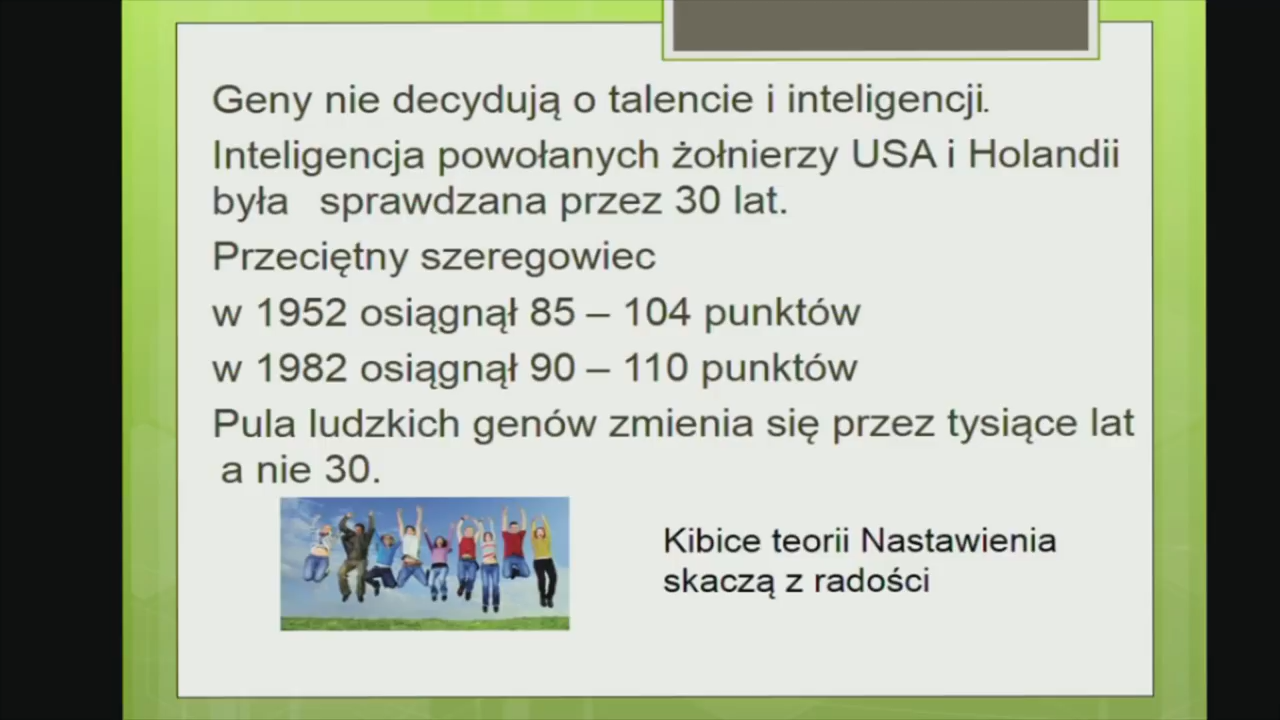 Geny nie decydują o talencie i inteligencji.
Inteligencja powołanych żołnierzy USA i Holandii
była sprawdzana przez 30 lat.
Przeciętny szeregowiec
w 1952 osiągnął 85 – 104 punktów
w 1982 osiągnął 90 – 110 punktów
Pula ludzkich genów zmienia się przez tysiące lat
a nie 30.
Kibice teorii Nastawienia
skaczą z radości